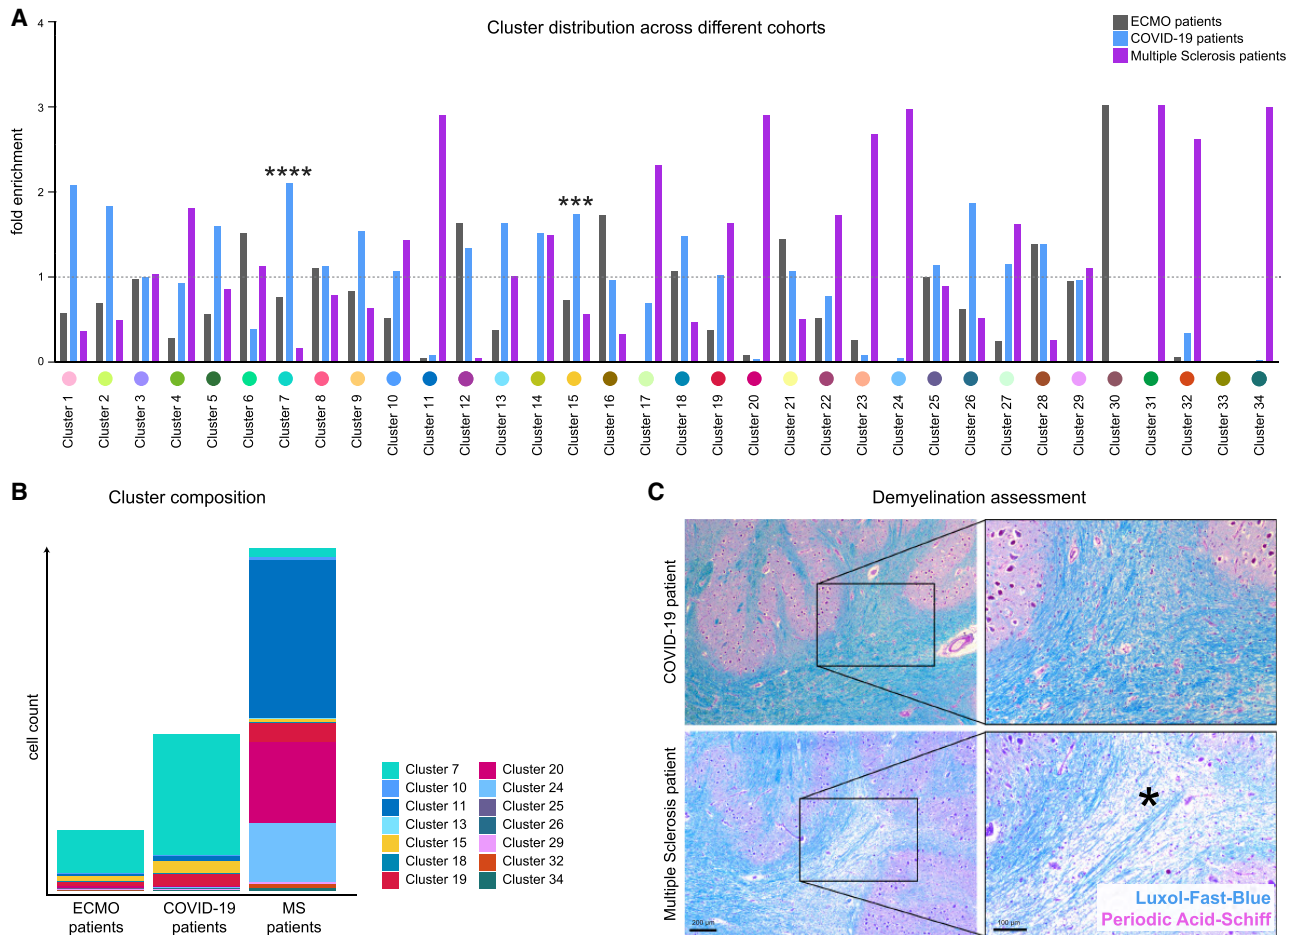 A
Cluster distribution across different cohorts
ECMO patients
COVID-19 patients
Multiple Sclerosis patients
fold enrichment
4
3
2
1
0
****
***
Cluster 1
Cluster 2
Cluster 3
Cluster 4
Cluster 5
Cluster 6
Cluster 7
Cluster 8
Cluster 9
Cluster 10
Cluster 11
Cluster 12
Cluster 13
Cluster 14
Cluster 15
Cluster 16
Cluster 17
Cluster 18
Cluster 19
Cluster 20
Cluster 21
Cluster 22
Cluster 23
Cluster 24
Cluster 25
Cluster 26
Cluster 27
Cluster 28
Cluster 29
Cluster 30
Cluster 31
Cluster 32
Cluster 33
Cluster 34
B
Cluster composition
cell count
ECMO
patients
COVID-19
patients
MS
patients
Cluster 7
Cluster 10
Cluster 11
Cluster 13
Cluster 15
Cluster 18
Cluster 19
Cluster 20
Cluster 24
Cluster 25
Cluster 26
Cluster 29
Cluster 32
Cluster 34
C
Demyelination assessment
COVID-19 patient
Multiple Sclerosis patient
*
200 µm
100 µm
Luxol-Fast-Blue
Periodic Acid-Schiff